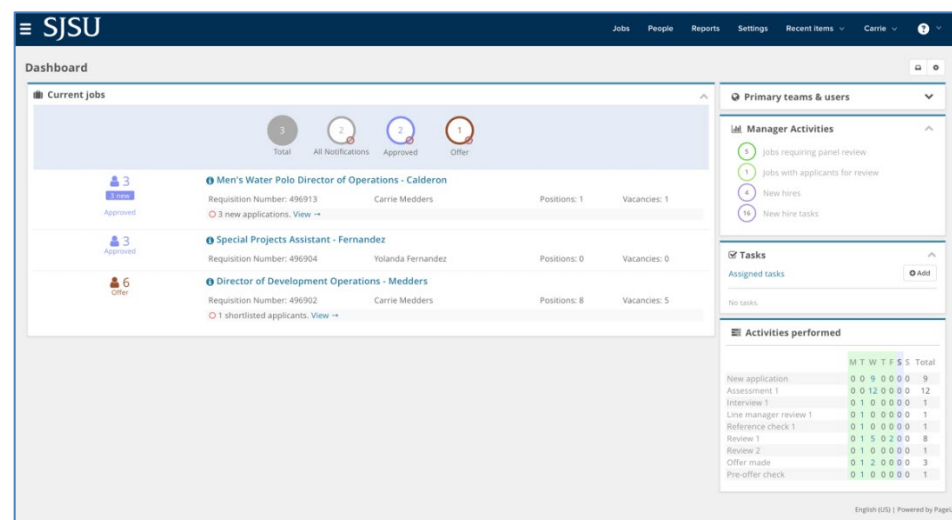 SJSU
Jobs People Reports Settings Recent items Carrie ?
Dashboard
Current jobs
3 2 2 1
Total All Notifications Approved Offer
3
3 new
Approved
Men's Water Polo Director of Operations - Calderon
Requisition Number: 496913 Carrie Medders Positions: 1 Vacancies: 1
3 new applications. View →
3
Approved
Special Projects Assistant - Fernandez
Requisition Number: 496904 Yolanda Fernandez Positions: 0 Vacancies: 0
6
Offer
Director of Development Operations - Medders
Requisition Number: 496902 Carrie Medders Positions: 8 Vacancies: 5
1 shortlisted applicants. View →
Primary teams & users
Manager Activities
5 Jobs requiring panel review
1 Jobs with applicants for review
4 New hires
16 New hire tasks
Tasks
Assigned tasks Add
No tasks.
Activities performed
M T W T F S S Total
New application 0 0 9 0 0 0 0 9
Assessment 1 0 0 12 0 0 0 0 12
Interview 1 0 1 0 0 0 0 0 1
Line manager review 1 0 1 0 0 0 0 0 1
Reference check 1 0 1 0 0 0 0 0 1
Review 1 0 1 5 0 2 0 0 8
Review 2 0 1 0 0 0 0 0 1
Offer made 0 1 2 0 0 0 0 3
Pre-offer check 0 1 0 0 0 0 0 1
English (US) | Powered by Page